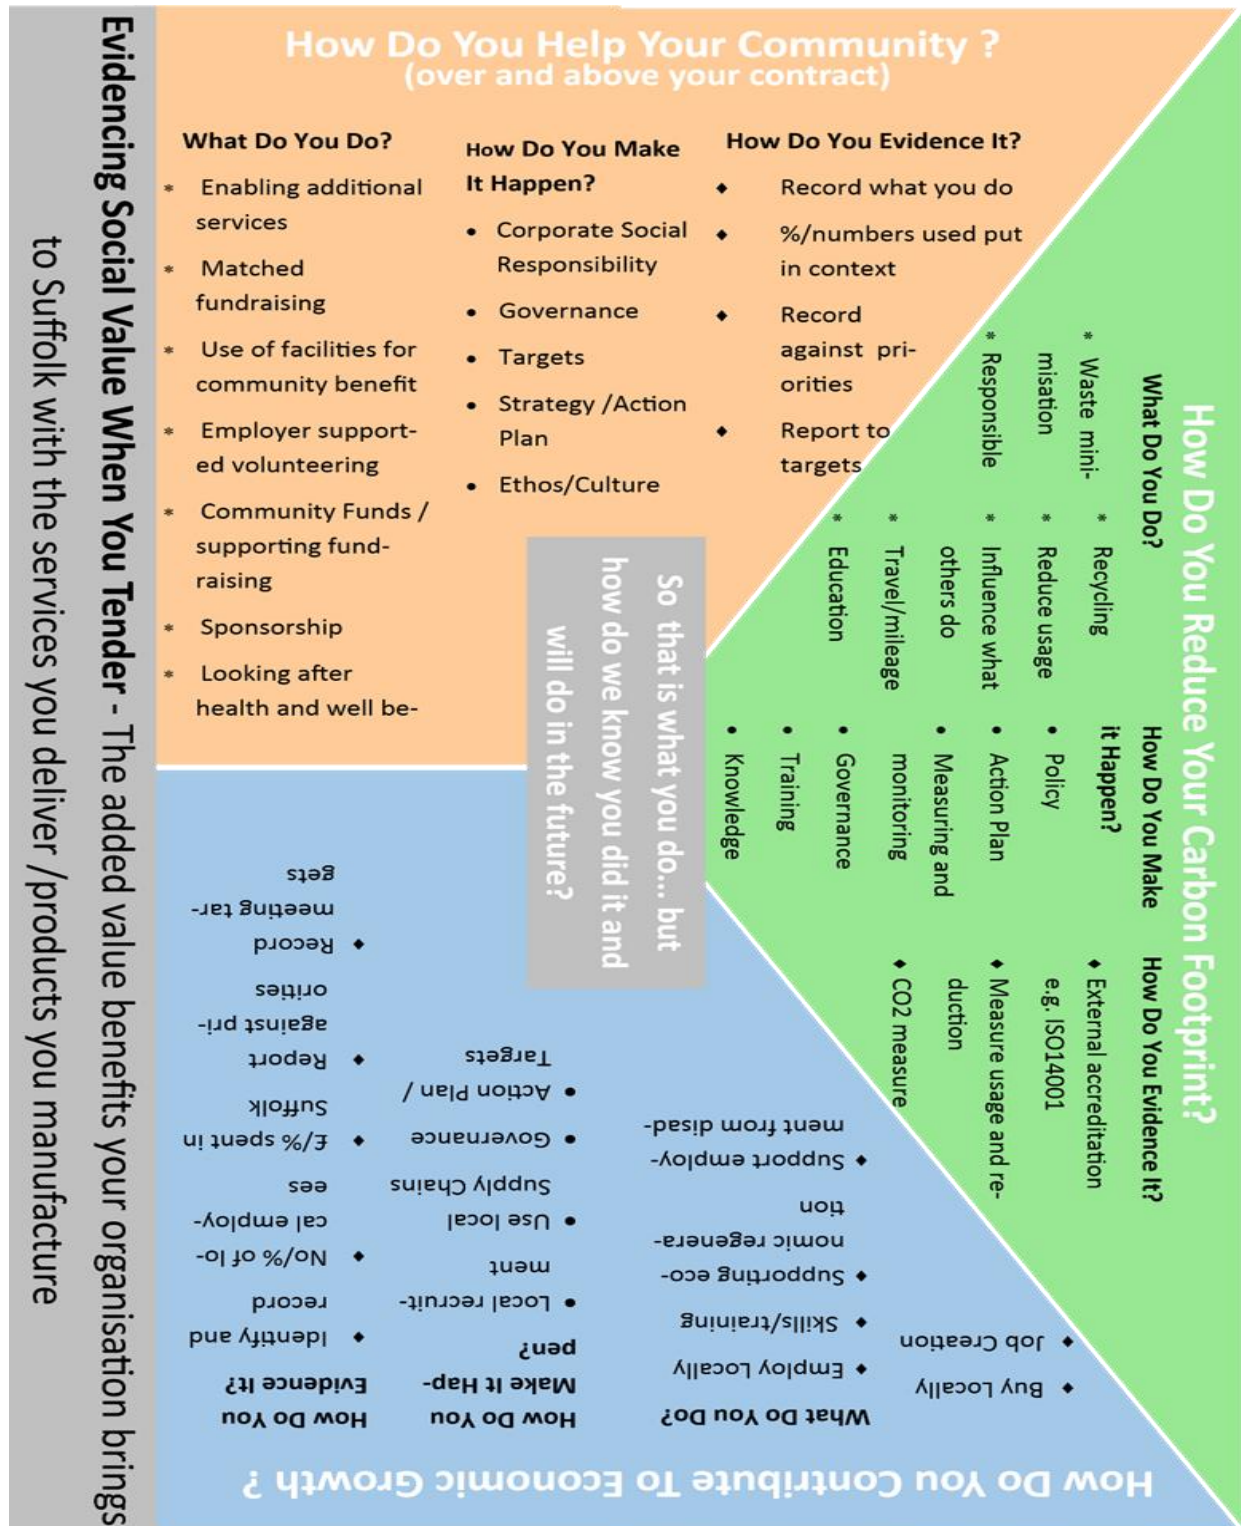 Evidencing Social Value When You Tender - The added value benefits your organisation brings
to Suffolk with the services you deliver /products you manufacture
How Do You Help Your Community ?
(over and above your contract)
What Do You Do?
* Enabling additional
services
* Matched
fundraising
* Use of facilities for
community benefit
* Employer support-
ed volunteering
* Community Funds /
supporting fund-
raising
* Sponsorship
* Looking after
health and well be-
How Do You Make
It Happen?
• Corporate Social
Responsibility
• Governance
• Targets
• Strategy /Action
Plan
• Ethos/Culture
How Do You Evidence It?
♦ Record what you do
♦ %/numbers used put
in context
♦ Record
against pri-
orities
♦ Report to
targets
How Do You Reduce Your Carbon Footprint?
What Do You Do?
* Waste mini-
misation
* Responsible
* Recycling
* Reduce usage
* Influence what
others do
* Travel/mileage
* Education
How Do You Make
it Happen?
• Policy
• Action Plan
• Measuring and
monitoring
• Governance
• Training
• Knowledge
How Do You Evidence It?
♦ External accreditation
e.g. ISO14001
♦ Measure usage and re-
duction
♦ CO2 measure
So that is what you do... but
how do we know you did it and
will do in the future?
How Do You Contribute To Economic Growth ?
♦ Buy Locally
♦ Job Creation
What Do You Do?
♦ Employ Locally
♦ Skills/training
♦ Supporting eco-
nomic regenera-
tion
♦ Support employ-
ment from disad-
How Do You
Make It Hap-
pen?
• Local recruit-
ment
• Use local
Supply Chains
• Governance
• Action Plan /
Targets
How Do You
Evidence It?
♦ Identify and
record
♦ No/% of lo-
cal employ-
ees
♦ £/% spent in
Suffolk
♦ Report
against pri-
orities
♦ Record
meeting tar-
gets